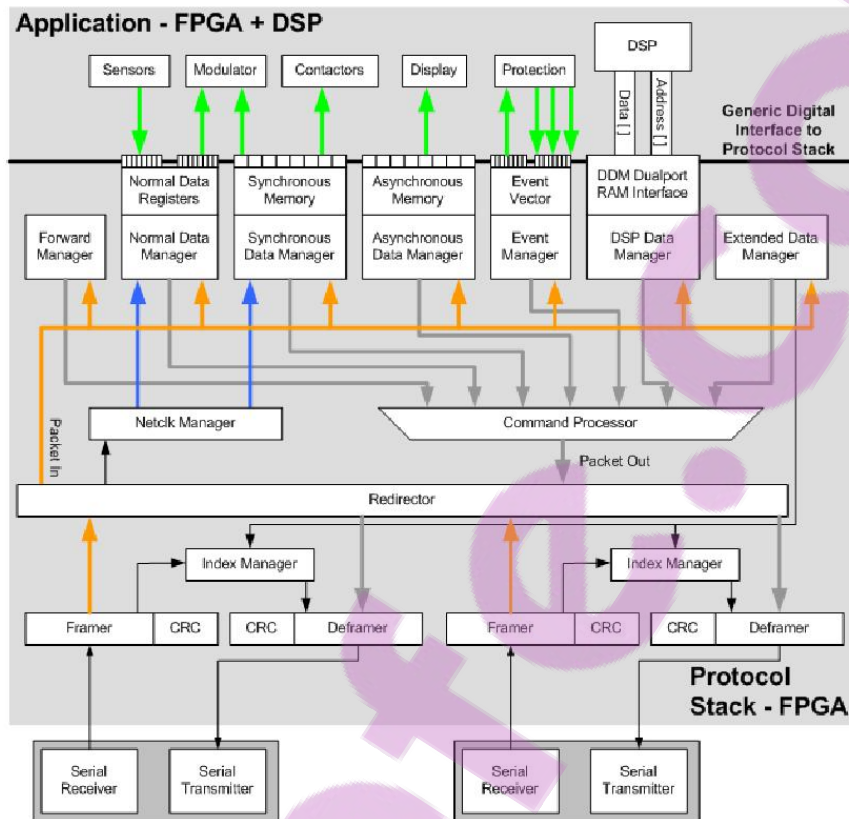 Application - FPGA + DSP
DSP
Sensors
Modulator
Contactors
Display
Protection
Data [ ]
Address [ ]
Generic Digital
Interface to
Protocol Stack
Normal Data
Registers
Synchronous
Memory
Asynchronous
Memory
Event
Vector
DDM Dualport
RAM Interface
Forward
Manager
Normal Data
Manager
Synchronous
Data Manager
Asynchronous
Data Manager
Event
Manager
DSP Data
Manager
Extended Data
Manager
Packet In
Netclk Manager
Command Processor
Packet Out
Redirector
Index Manager
Index Manager
Framer
CRC
CRC
Deframer
Framer
CRC
CRC
Deframer
Protocol
Stack - FPGA
Serial
Receiver
Serial
Transmitter
Serial
Receiver
Serial
Transmitter